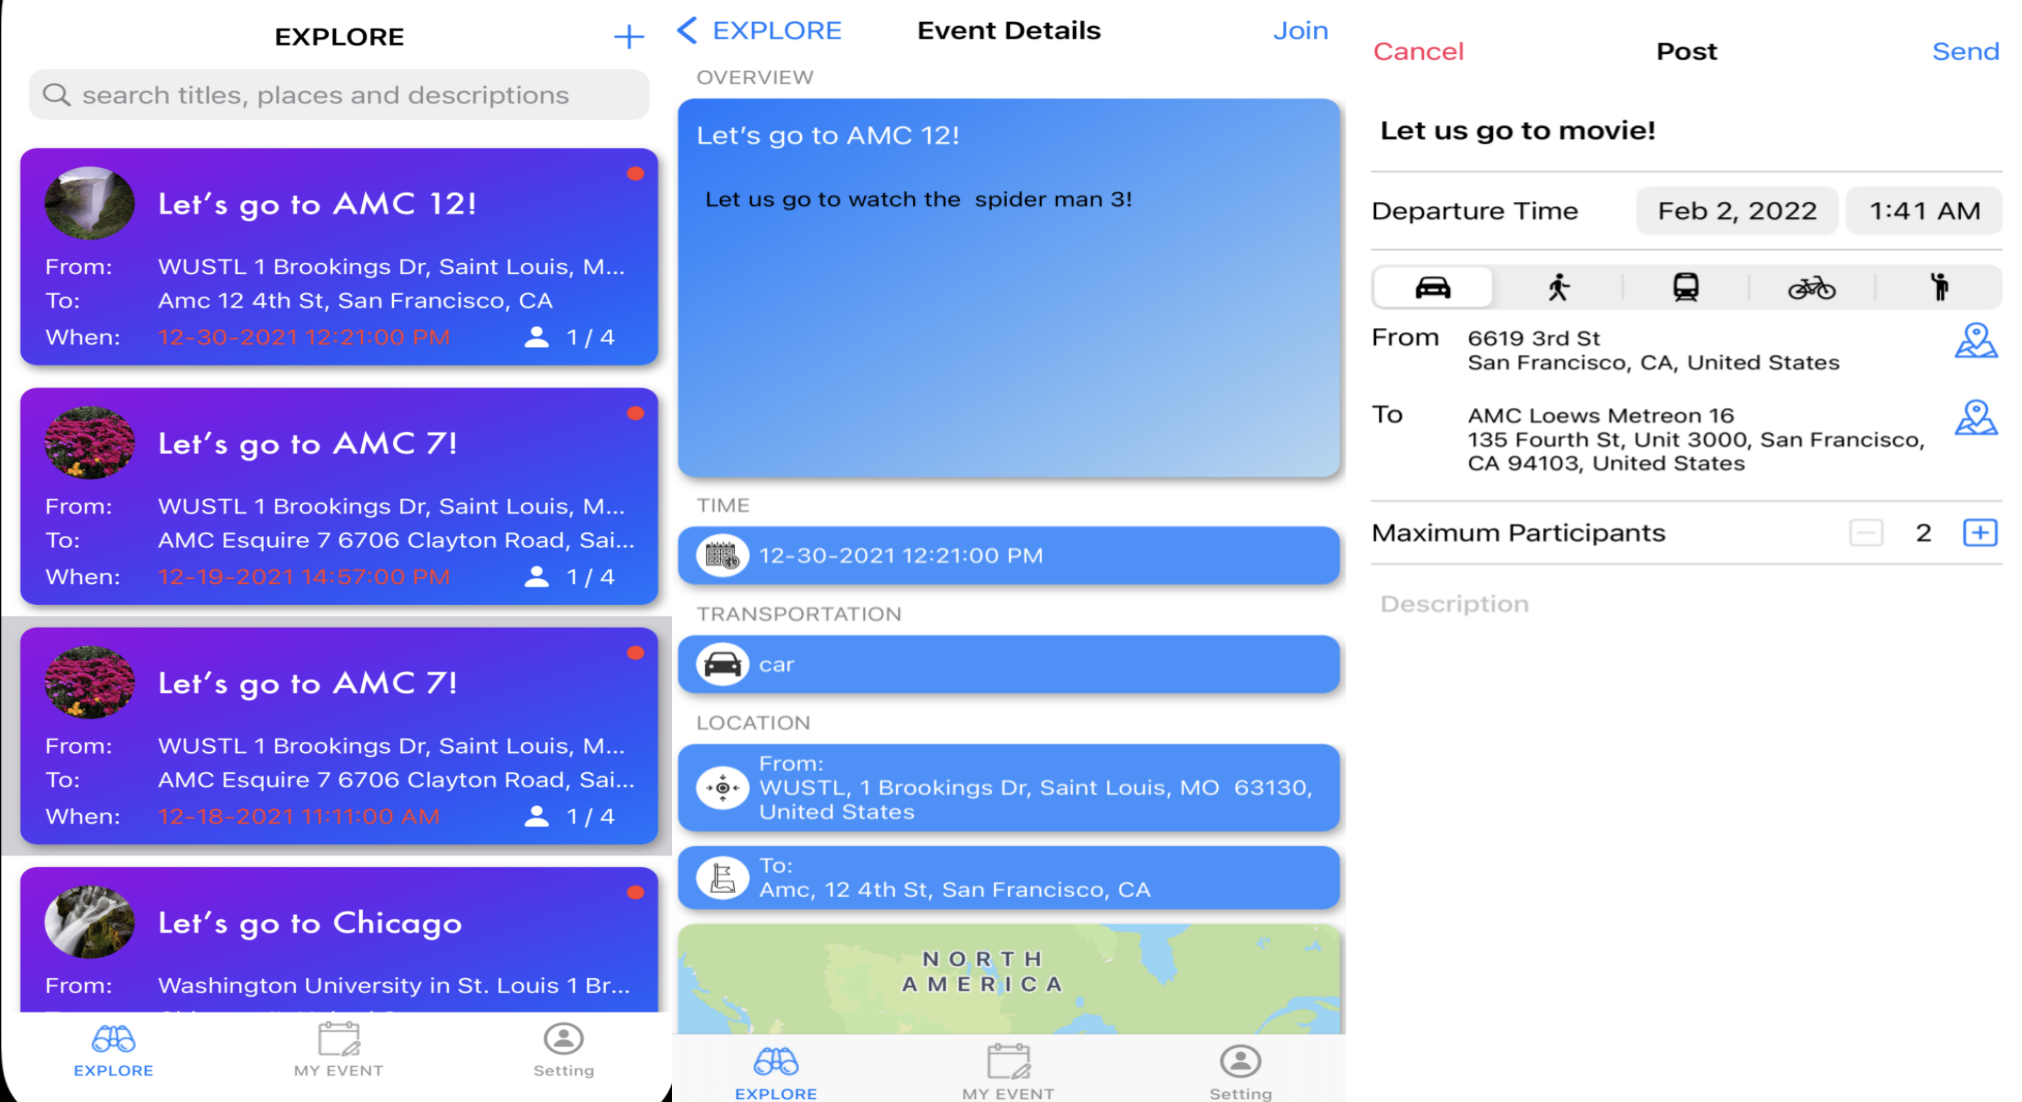 EXPLORE
search titles, places and descriptions
Let's go to AMC 12!
From: WUSTL 1 Brookings Dr, Saint Louis, M...
To: Amc 12 4th St, San Francisco, CA
When: 12-30-2021 12:21:00 PM 1 / 4
Let's go to AMC 7!
From: WUSTL 1 Brookings Dr, Saint Louis, M...
To: AMC Esquire 7 6706 Clayton Road, Sai...
When: 12-19-2021 14:57:00 PM 1 / 4
Let's go to AMC 7!
From: WUSTL 1 Brookings Dr, Saint Louis, M...
To: AMC Esquire 7 6706 Clayton Road, Sai...
When: 12-18-2021 11:11:00 AM 1 / 4
Let's go to Chicago
From: Washington University in St. Louis 1 Br...
EXPLORE MY EVENT Setting
EXPLORE Event Details Join
OVERVIEW
Let's go to AMC 12!
Let us go to watch the spider man 3!
TIME
12-30-2021 12:21:00 PM
TRANSPORTATION
car
LOCATION
From:
WUSTL, 1 Brookings Dr, Saint Louis, MO 63130,
United States
To:
Amc, 12 4th St, San Francisco, CA
NORTH
AMERICA
EXPLORE MY EVENT Setting
Cancel Post Send
Let us go to movie!
Departure Time Feb 2, 2022 1:41 AM
From 6619 3rd St
San Francisco, CA, United States
To AMC Loews Metreon 16
135 Fourth St, Unit 3000, San Francisco,
CA 94103, United States
Maximum Participants 2
Description